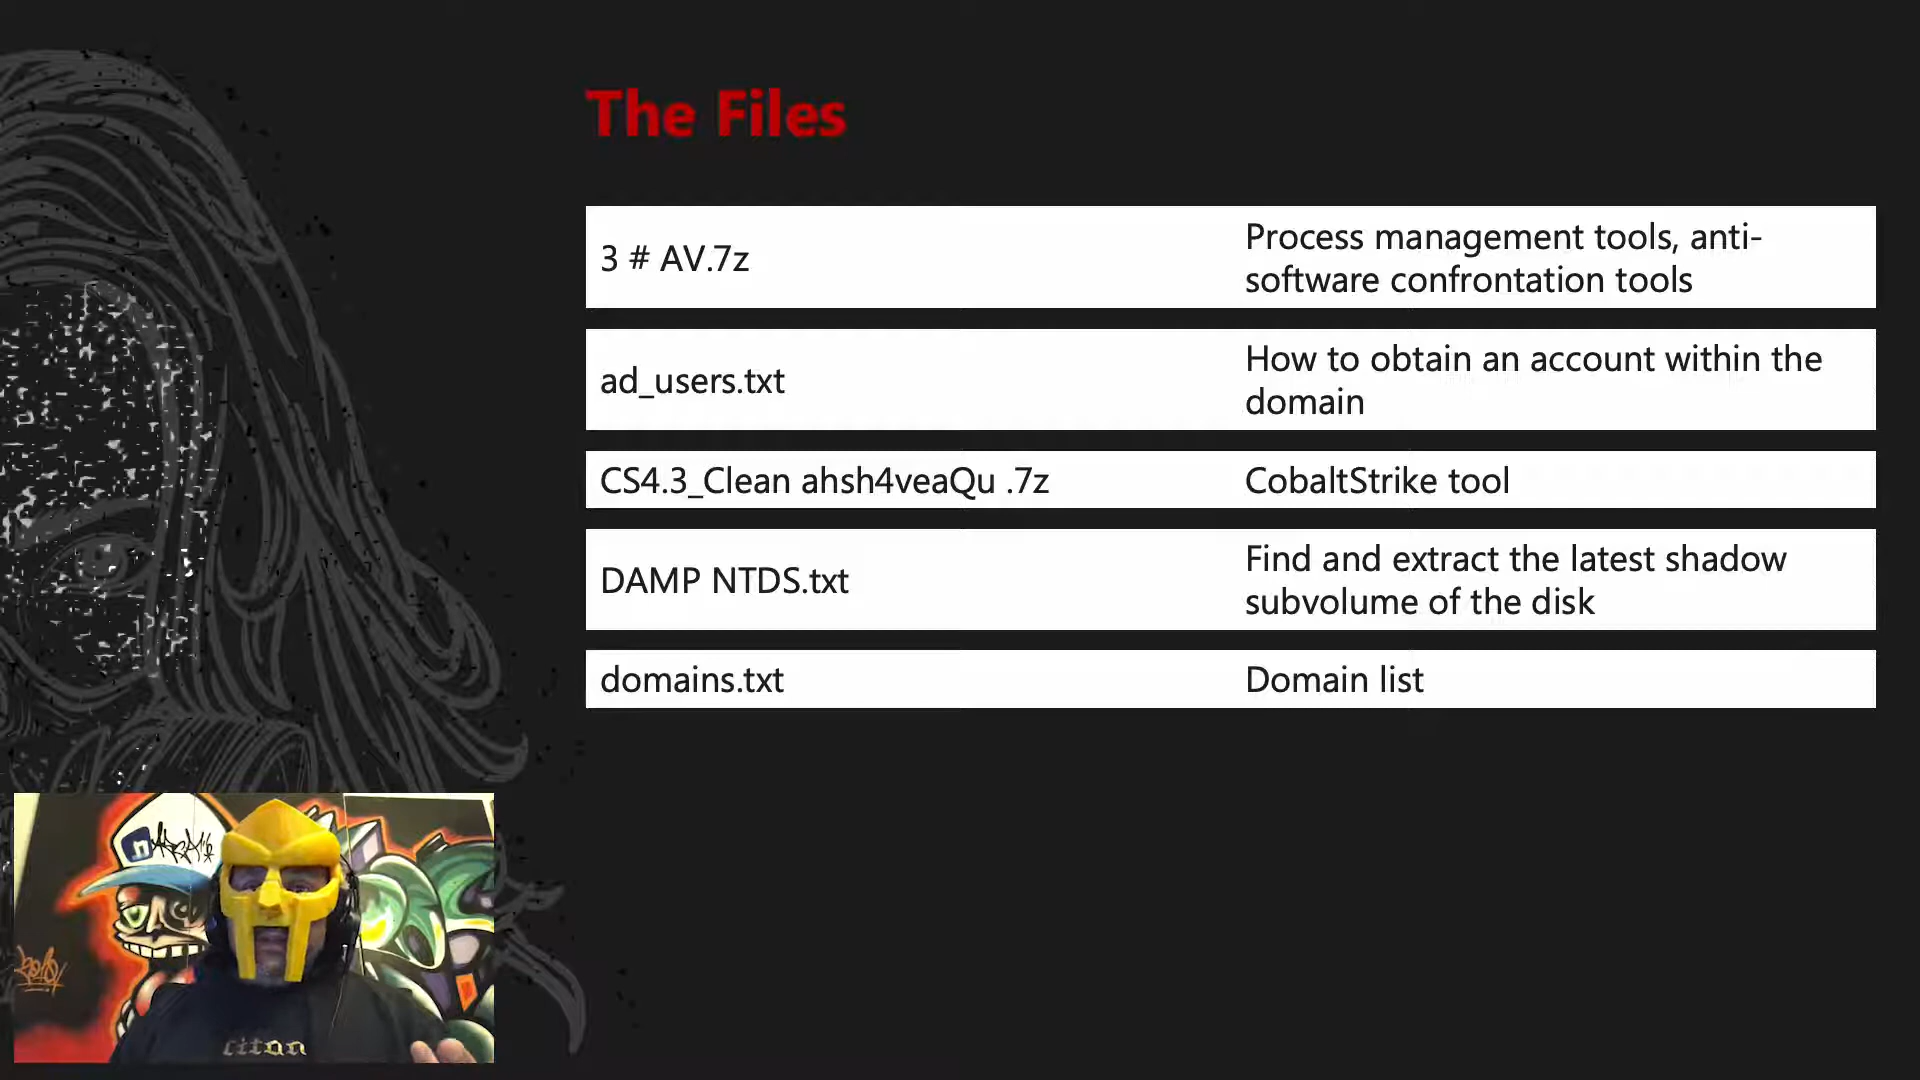 The Files
3 # AV.7z
Process management tools, anti-
software confrontation tools
ad_users.txt
How to obtain an account within the
domain
CS4.3_Clean ahsh4veaQu .7z
CobaltStrike tool
DAMP NTDS.txt
Find and extract the latest shadow
subvolume of the disk
domains.txt
Domain list